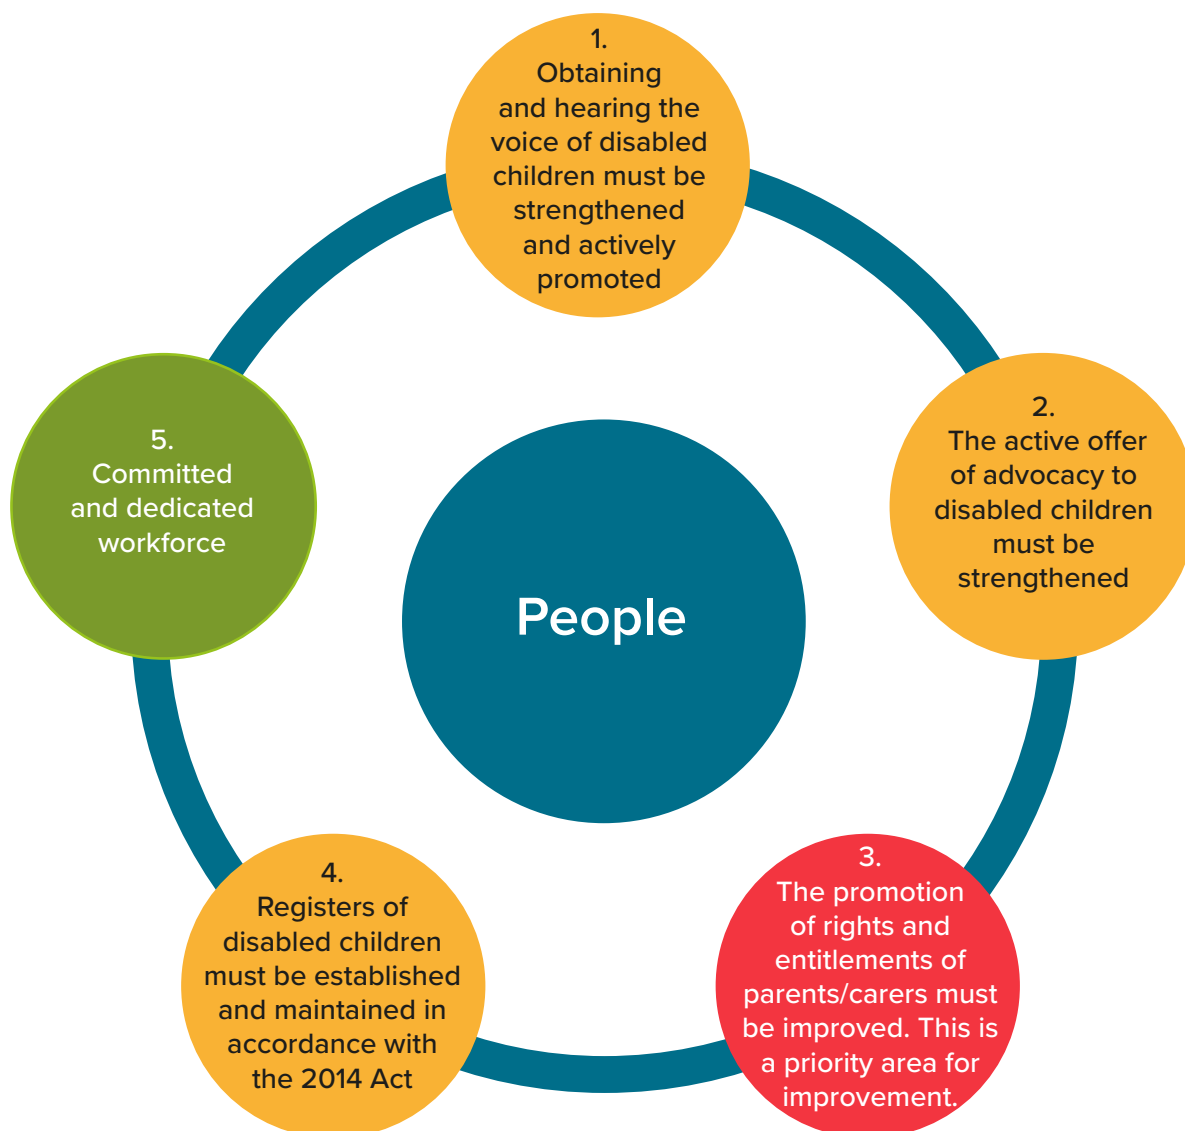 1.
Obtaining
and hearing the
voice of disabled
children must be
strengthened
and actively
promoted
2.
The active offer
of advocacy to
disabled children
must be
strengthened
3.
The promotion
of rights and
entitlements of
parents/carers must
be improved. This is
a priority area for
improvement.
4.
Registers of
disabled children
must be established
and maintained in
accordance with
the 2014 Act
5.
Committed
and dedicated
workforce
People